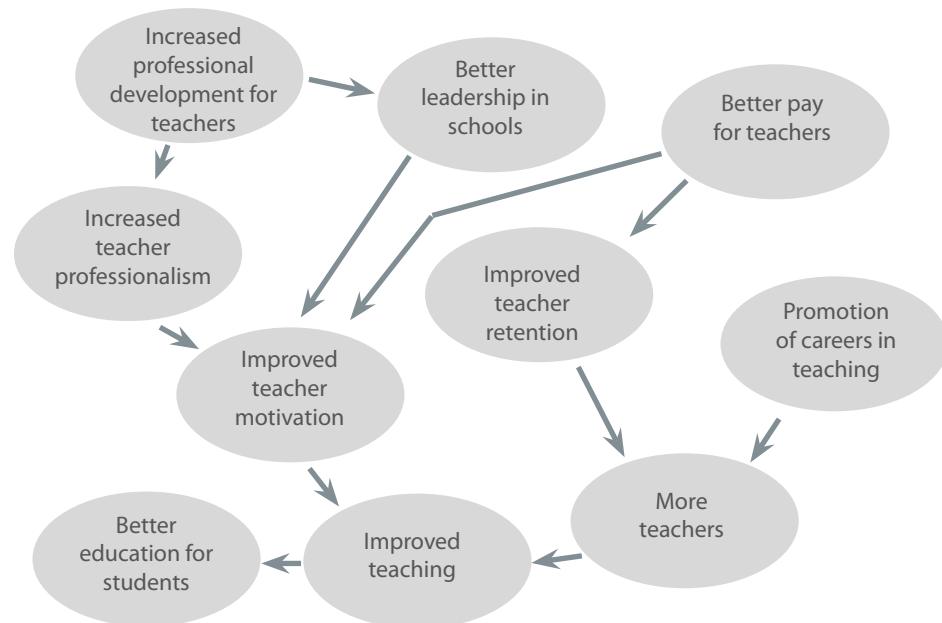 Increased
professional
development for
teachers
Better
leadership in
schools
Better pay
for teachers
Increased
teacher
professionalism
Improved
teacher
retention
Promotion
of careers in
teaching
Improved
teacher
motivation
More
teachers
Better
education for
students
Improved
teaching